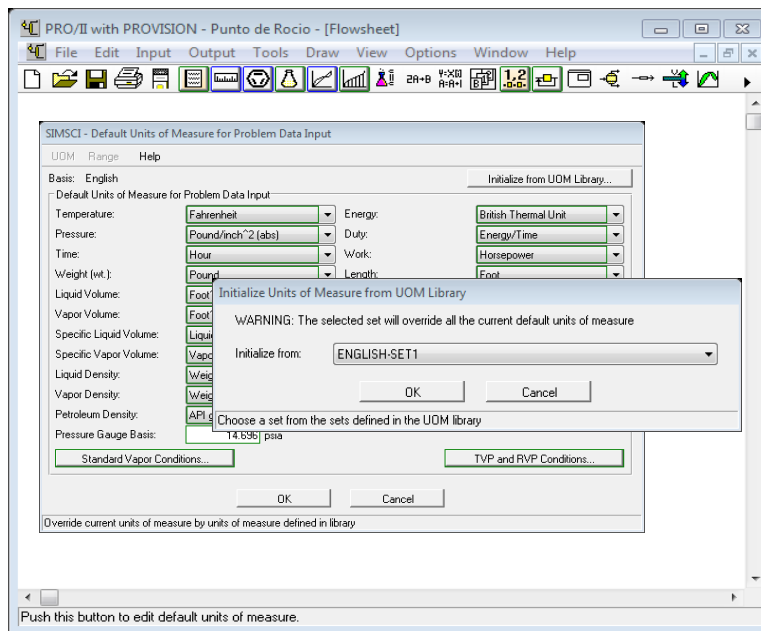 PRO/II with PROVISION - Punto de Rocio - [Flowsheet]
File Edit Input Output Tools Draw View Options Window Help
SIMSCI - Default Units of Measure for Problem Data Input
UOM Range Help
Basis: English Initialize from UOM Library...
Default Units of Measure for Problem Data Input
Temperature: Fahrenheit Energy: British Thermal Unit
Pressure: Pound/inch^2 (abs) Duty: Energy/Time
Time: Hour Work: Horsepower
Weight (wt.): Pound Length: Foot
Liquid Volume:
Vapor Volume:
Specific Liquid Volume:
Specific Vapor Volume:
Liquid Density:
Vapor Density:
Petroleum Density: API
Pressure Gauge Basis: 14.696 psia
Standard Vapor Conditions... TVP and RVP Conditions...
OK Cancel
Override current units of measure by units of measure defined in library
Initialize Units of Measure from UOM Library
WARNING: The selected set will override all the current default units of measure
Initialize from: ENGLISH-SET1
OK Cancel
Choose a set from the sets defined in the UOM library
Push this button to edit default units of measure.